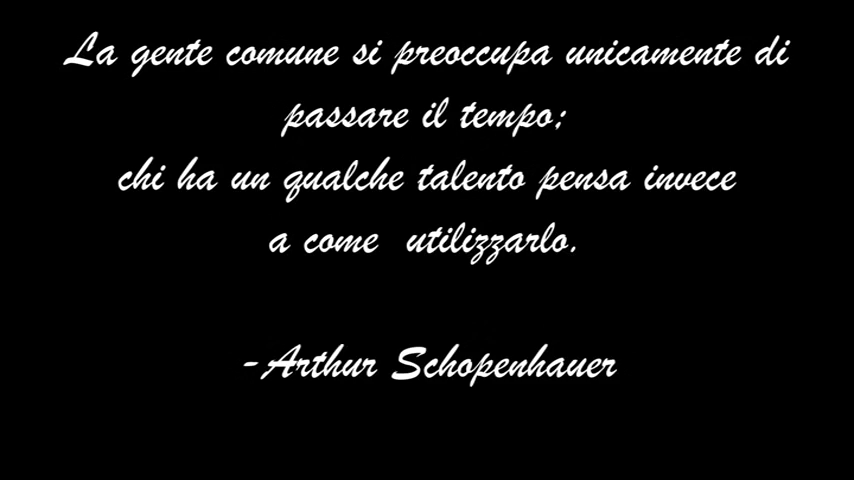 La gente comune si preoccupa unicamente di
passare il tempo;
chi ha un qualche talento pensa invece
a come utilizzarlo.
-Arthur Schopenhauer